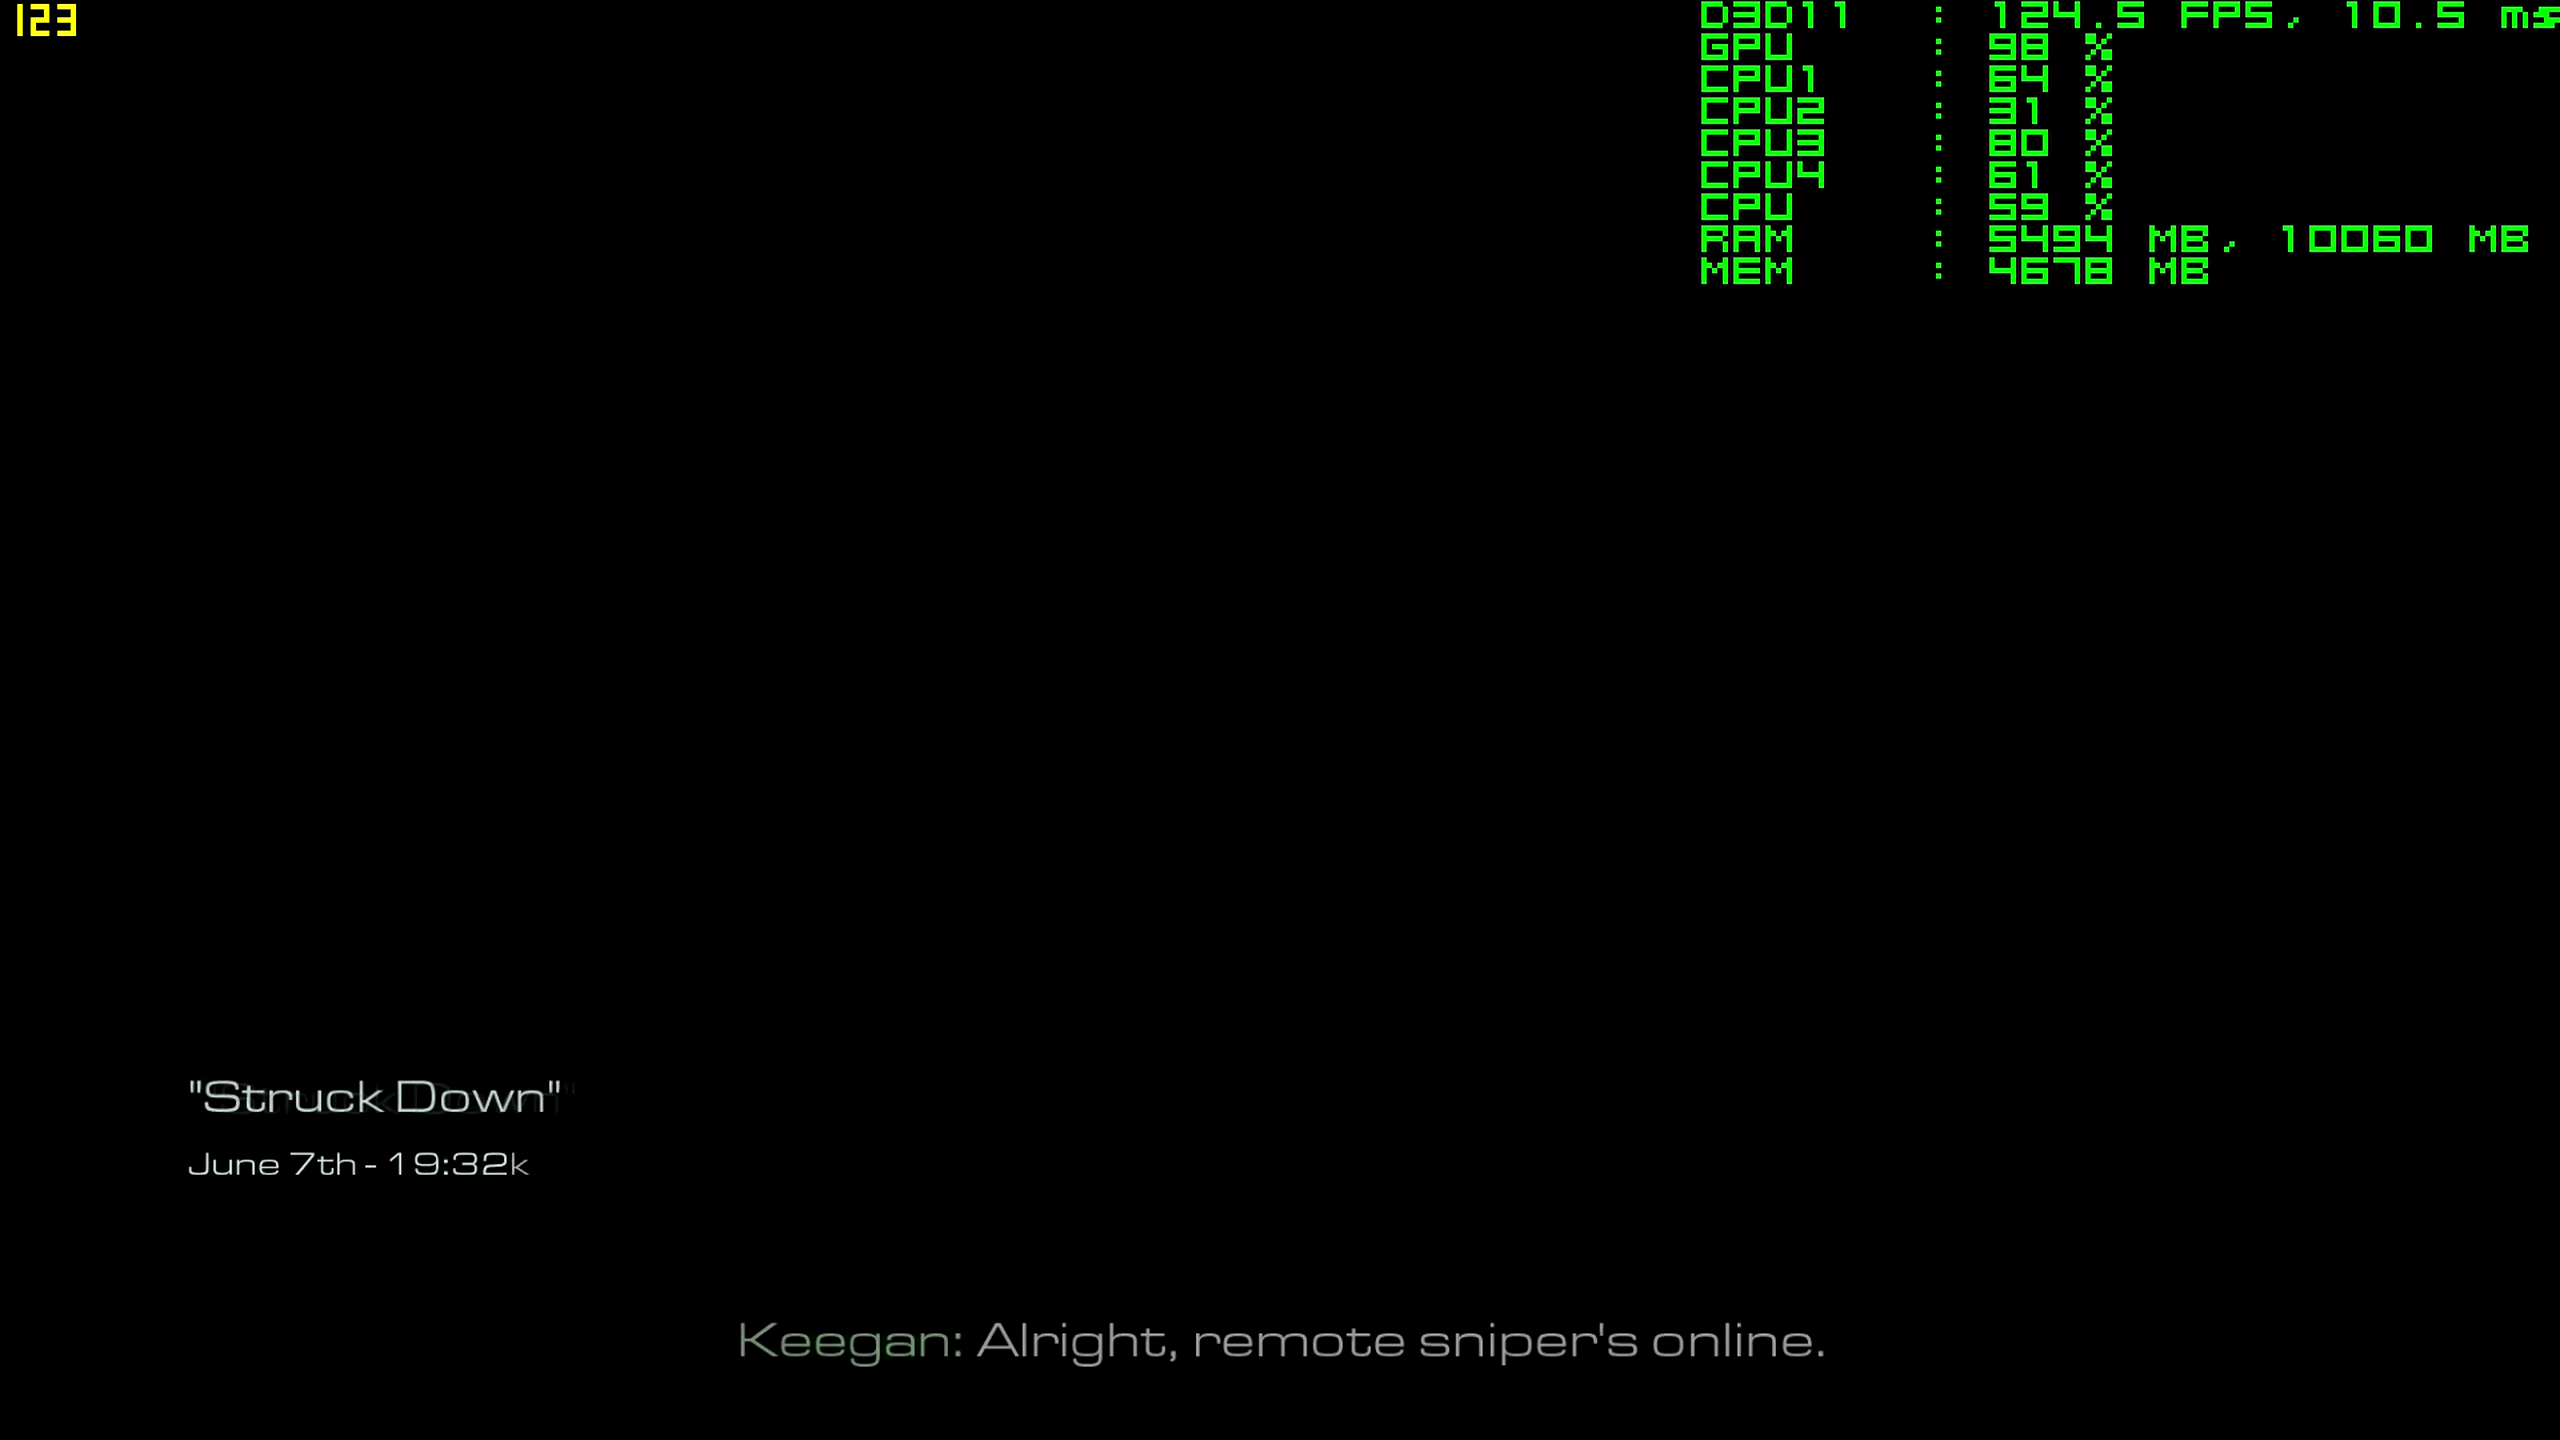 123
D3D11 : 124.5 FPS, 10.5 ms
GPU : 98 %
CPU1 : 64 %
CPU2 : 31 %
CPU3 : 80 %
CPU4 : 61 %
CPU : 59 %
RAM : 5494 MB, 10060 MB
MEM : 4678 MB
"Struck Down"
June 7th - 19:32k
Keegan: Alright, remote sniper's online.